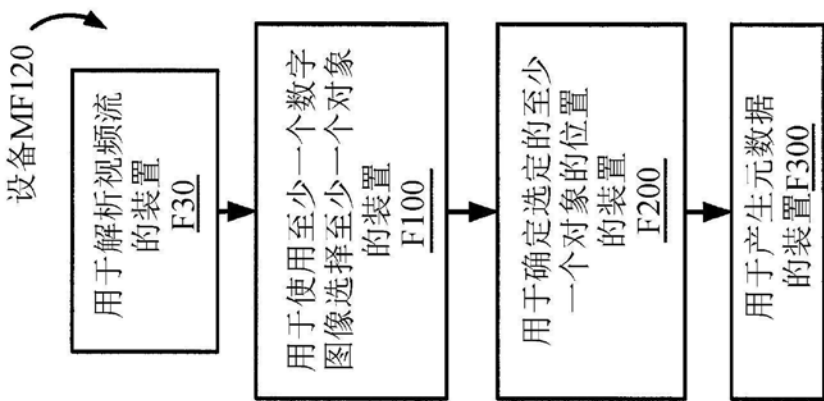 设备MF120
用于解析视频流
的装置
F30
用于使用至少一个数字
图像选择至少一个对象
的装置
F100
用于确定选定的至少
一个对象的位置
的装置
F200
用于产生元数据
的装置F300